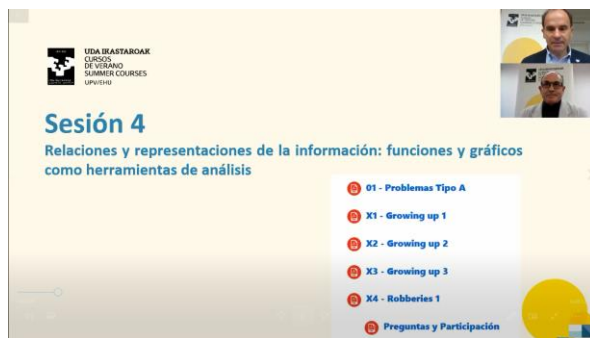 UDA IKASTAROAK
CURSOS
DE VERANO
SUMMER COURSES
UPV/EHU
Sesión 4
Relaciones y representaciones de la información: funciones y gráficos
como herramientas de análisis
01 - Problemas Tipo A
X1 - Growing up 1
X2 - Growing up 2
X3 - Growing up 3
X4 - Robberies 1
Preguntas y Participación